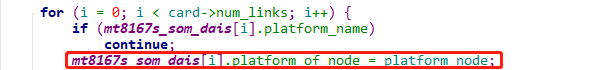 for (i = 0; i < card->num_links; i++) {
if (mt8167s_som_dais[i].platform_name)
continue;
mt8167s_som_dais[i].platform_of_node = platform_node;